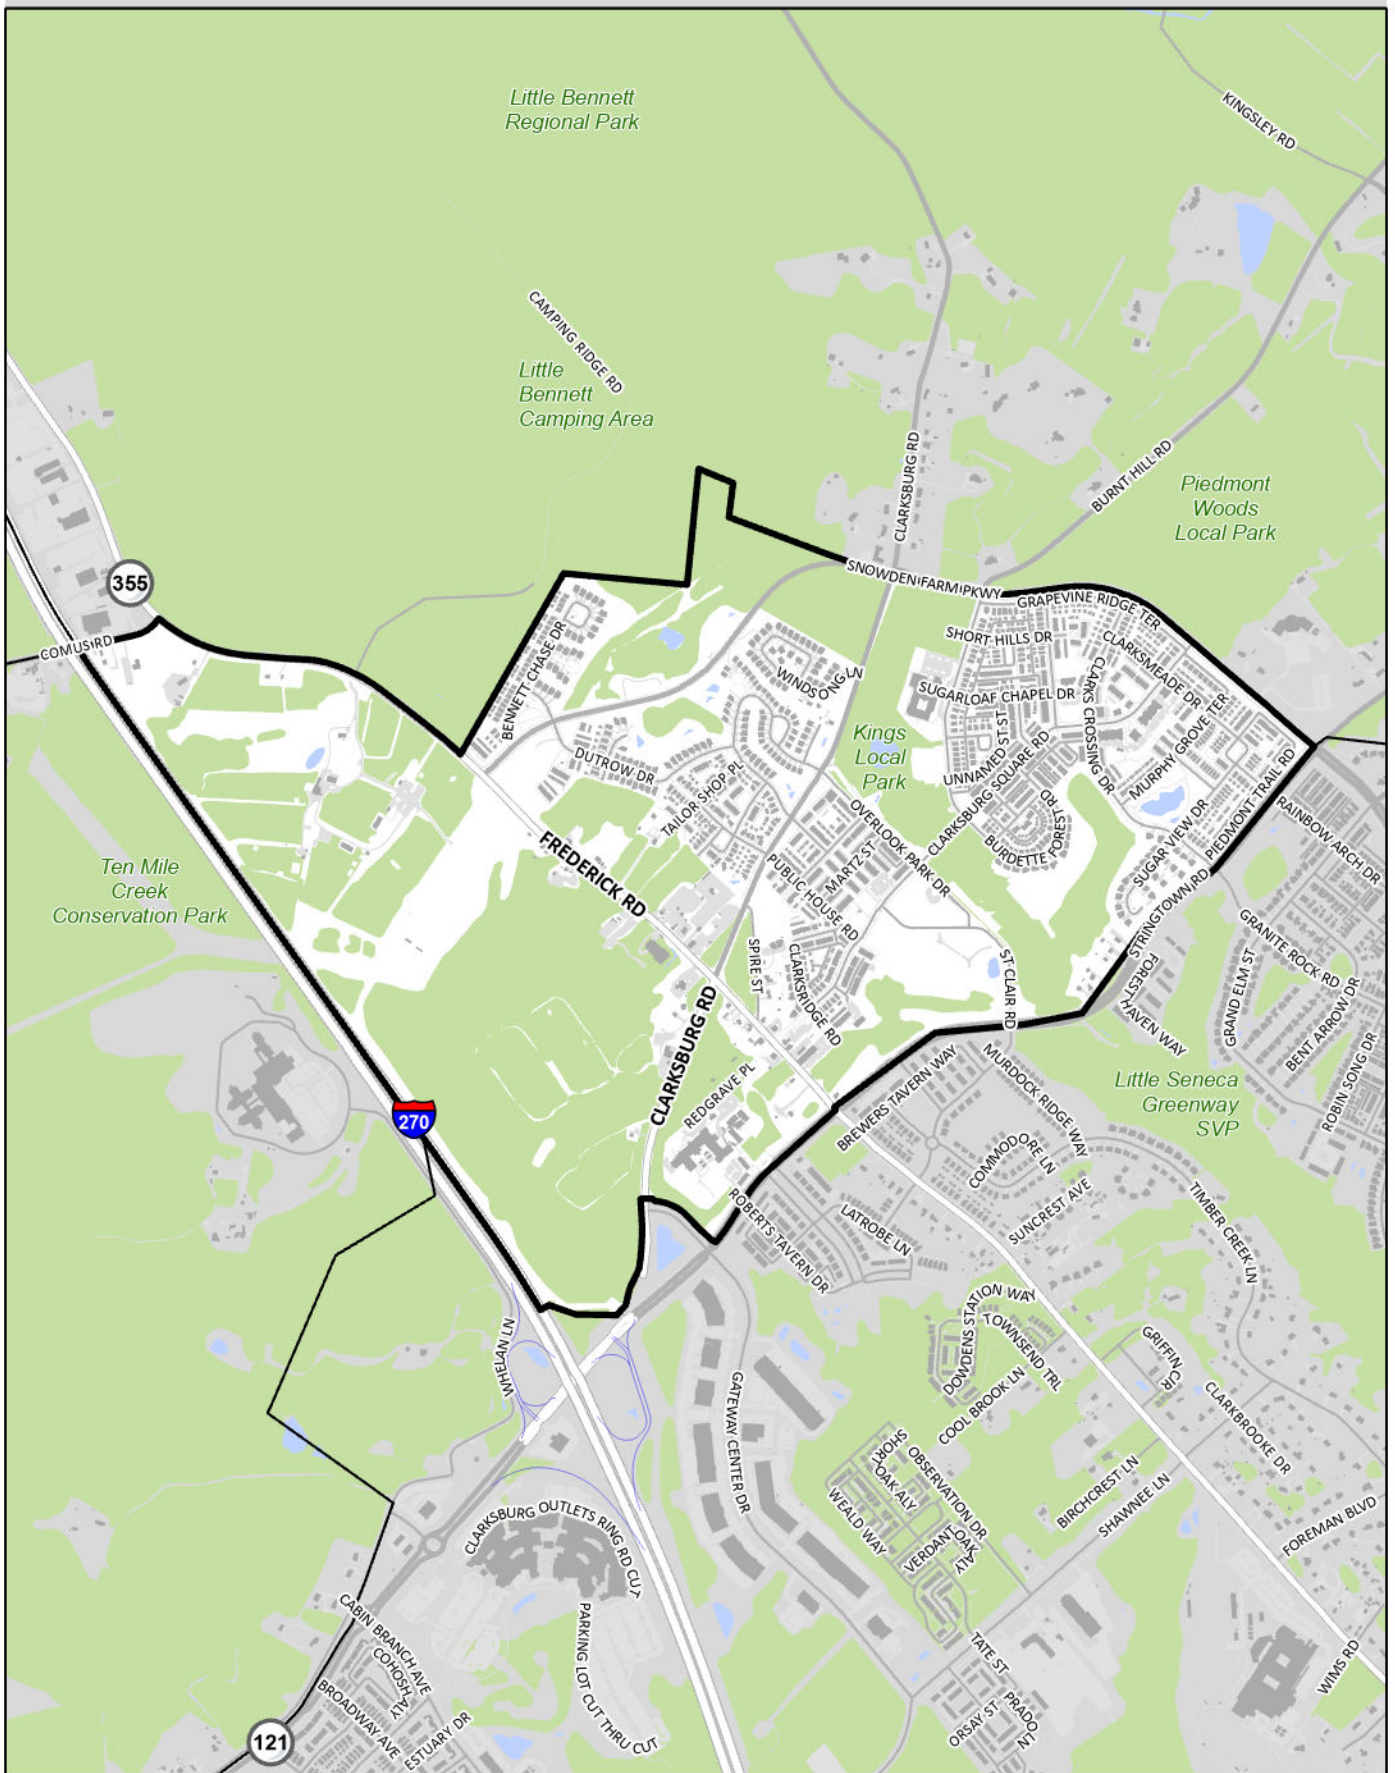 Little Bennett
Regional Park
KINGSLEY RD
CAMPING RIDGE RD
Little
Bennett
Camping Area
CLARKSBURG RD
BURNT HILL RD
Piedmont
Woods
Local Park
355
COMUS RD
SNOWDEN FARM PKWY
GRAPEVINE RIDGE TER
SHORT HILLS DR
CLARKSMEADE DR
BENNETT CHASE DR
WINDSONG LN
SUGARLOAF CHAPEL DR
CLARKS CROSSING DR
MURPHY GROVE TER
Kings
Local
Park
UNNAMED ST
CLARKSBURG SQUARE RD
DUTROW DR
TAILOR SHOP PL
PIEDMONT TRAIL RD
RAINBOW ARCH DR
OVERLOOK PARK DR
BURDETTE FOREST RD
SUGAR VIEW DR
FREDERICK RD
MARTZ ST
PUBLIC HOUSE RD
Ten Mile
Creek
Conservation Park
STRINGTOWN RD
GRANITE ROCK RD
SPIRE ST
CLARKSRIDGE RD
ST CLAIR RD
FOREST HAVEN WAY
GRAND ELM ST
BENT ARROW DR
ROBIN SONG DR
CLARKSBURG RD
REDGRAVE PL
BREWERS TAVERN WAY
MURDOCK RIDGE WAY
Little Seneca
Greenway
SVP
270
COMMODORE LN
SUNCREST AVE
TIMBER CREEK LN
ROBERTS TAVERN DR
LATROBE LN
DOWDENS STATION WAY
TOWNSEND TRL
GRIFFIN CIR
WHELAN LN
GATEWAY CENTER DR
COOL BROOK LN
CLARKBROOKE DR
SHORT OAK ALY
OBSERVATION DR
WEALD WAY
VERDANT OAK ALY
BIRCHCREST LN
SHAWNEE LN
FOREMAN BLVD
CLARKSBURG OUTLETS RING RD CUT
CABIN BRANCH AVE
COHOSH ALY
PARKING LOT CUT THRU CUT
BROADWAY AVE
ESTUARY DR
TATE ST
PRADO LN
ORSAY ST
WIMS RD
121